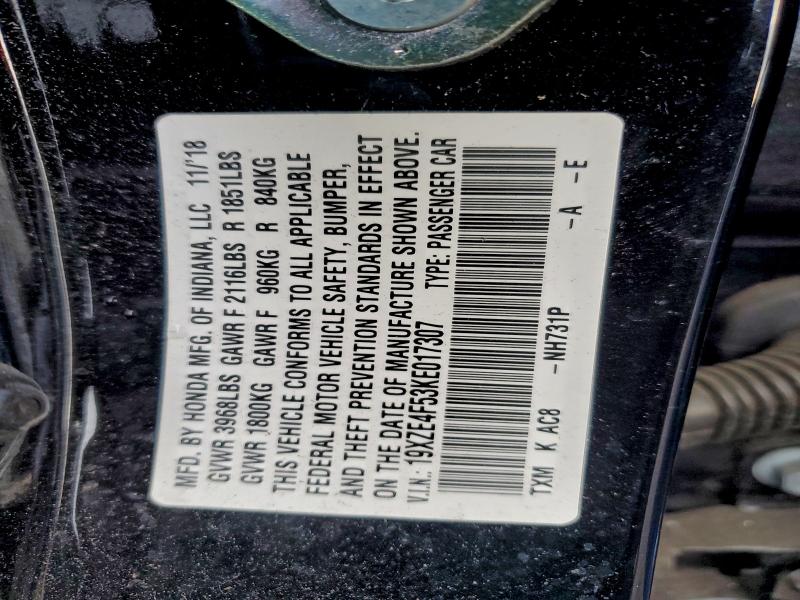 MFD. BY HONDA MFG. OF INDIANA, LLC 11/'18
GVWR 3968LBS GAWR F 2116LBS R 1851LBS
GVWR 1800KG GAWR F 960KG R 840KG
THIS VEHICLE CONFORMS TO ALL APPLICABLE
FEDERAL MOTOR VEHICLE SAFETY, BUMPER,
AND THEFT PREVENTION STANDARDS IN EFFECT
ON THE DATE OF MANUFACTURE SHOWN ABOVE.
V.I.N.: 19XZE4F53KE017307 TYPE: PASSENGER CAR
TXM K AC8 -NH731P -A -E